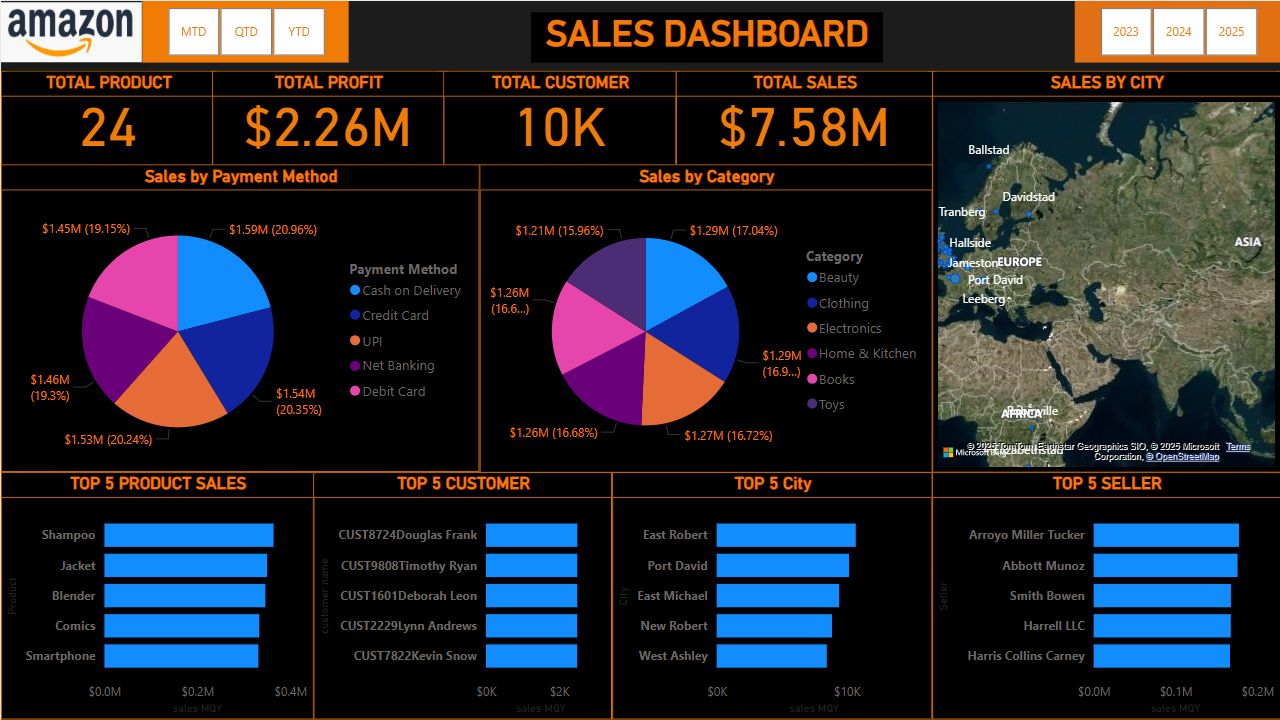 amazon
MTD QTD YTD
SALES DASHBOARD
2023 2024 2025
TOTAL PRODUCT
24
TOTAL PROFIT
$2.26M
TOTAL CUSTOMER
10K
TOTAL SALES
$7.58M
SALES BY CITY
Ballstad
Davidstad
Tranberg
Hallside
ASIA
Jameston
EUROPE
Port David
Leeberg
AFRICA
© 2025 TomTom, Earthstar Geographics SIO, © 2025 Microsoft Terms
Corporation, © OpenStreetMap
Sales by Payment Method
$1.45M (19.15%)
$1.59M (20.96%)
$1.46M
(19.3%)
$1.54M
(20.35%)
$1.53M (20.24%)
Payment Method
Cash on Delivery
Credit Card
UPI
Net Banking
Debit Card
Sales by Category
$1.21M (15.96%)
$1.29M (17.04%)
$1.26M
(16.6...)
$1.29M
(16.9...)
$1.26M (16.68%)
$1.27M (16.72%)
Category
Beauty
Clothing
Electronics
Home & Kitchen
Books
Toys
TOP 5 PRODUCT SALES
Product
Shampoo
Jacket
Blender
Comics
Smartphone
$0.0M $0.2M $0.4M
sales MQY
TOP 5 CUSTOMER
customer name
CUST8724Douglas Frank
CUST9808Timothy Ryan
CUST1601Deborah Leon
CUST2229Lynn Andrews
CUST7822Kevin Snow
$0K $2K
sales MQY
TOP 5 City
City
East Robert
Port David
East Michael
New Robert
West Ashley
$0K $10K
sales MQY
TOP 5 SELLER
Seller
Arroyo Miller Tucker
Abbott Munoz
Smith Bowen
Harrell LLC
Harris Collins Carney
$0.0M $0.1M $0.2M
sales MQY